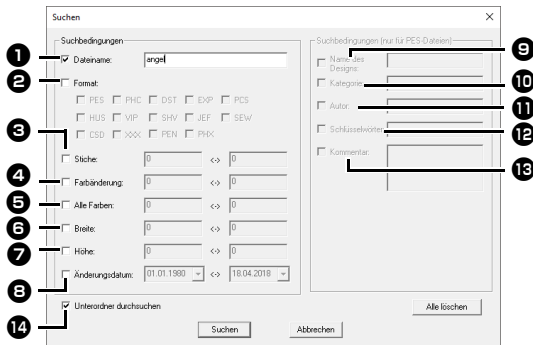 Suchen
Suchbedingungen
1 Dateiname: angel
2 Format:
PES PHC DST EXP PCS
HUS VIP SHV JEF SEW
CSD XXX PEN PHX
3 Stiche: 0 <-> 0
4 Farbänderung: 0 <-> 0
5 Alle Farben: 0 <-> 0
6 Breite: 0 <-> 0
7 Höhe: 0 <-> 0
8 Änderungsdatum: 01.01.1980 <-> 18.04.2018
14 Unterordner durchsuchen
Suchbedingungen (nur für PES-Dateien)
Name des 9
Designs:
Kategorie: 10
Autor: 11
Schlüsselwörter: 12
Kommentar: 13
Alle löschen
Suchen Abbrechen